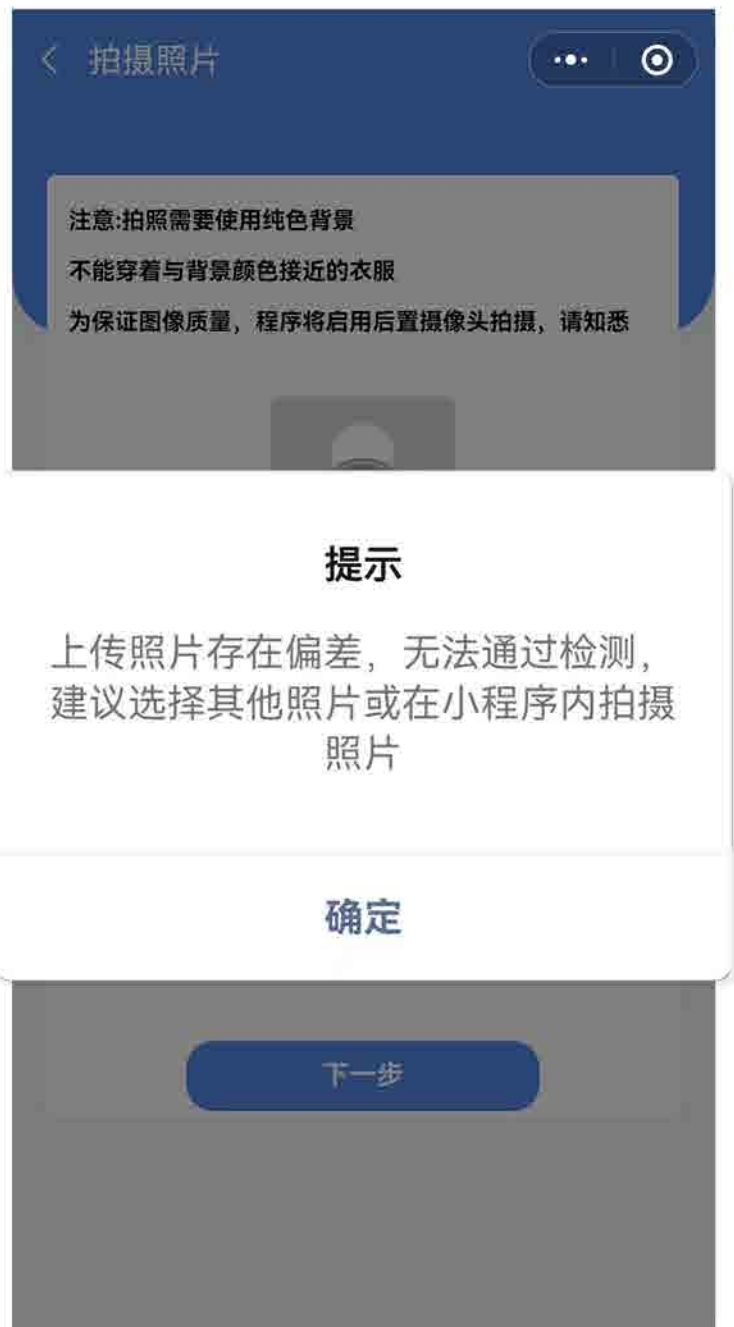 拍摄照片
注意:拍照需要使用纯色背景
不能穿着与背景颜色接近的衣服
为保证图像质量，程序将启用后置摄像头拍摄，请知悉
提示
上传照片存在偏差，无法通过检测，
建议选择其他照片或在小程序内拍摄
照片
确定
下一步